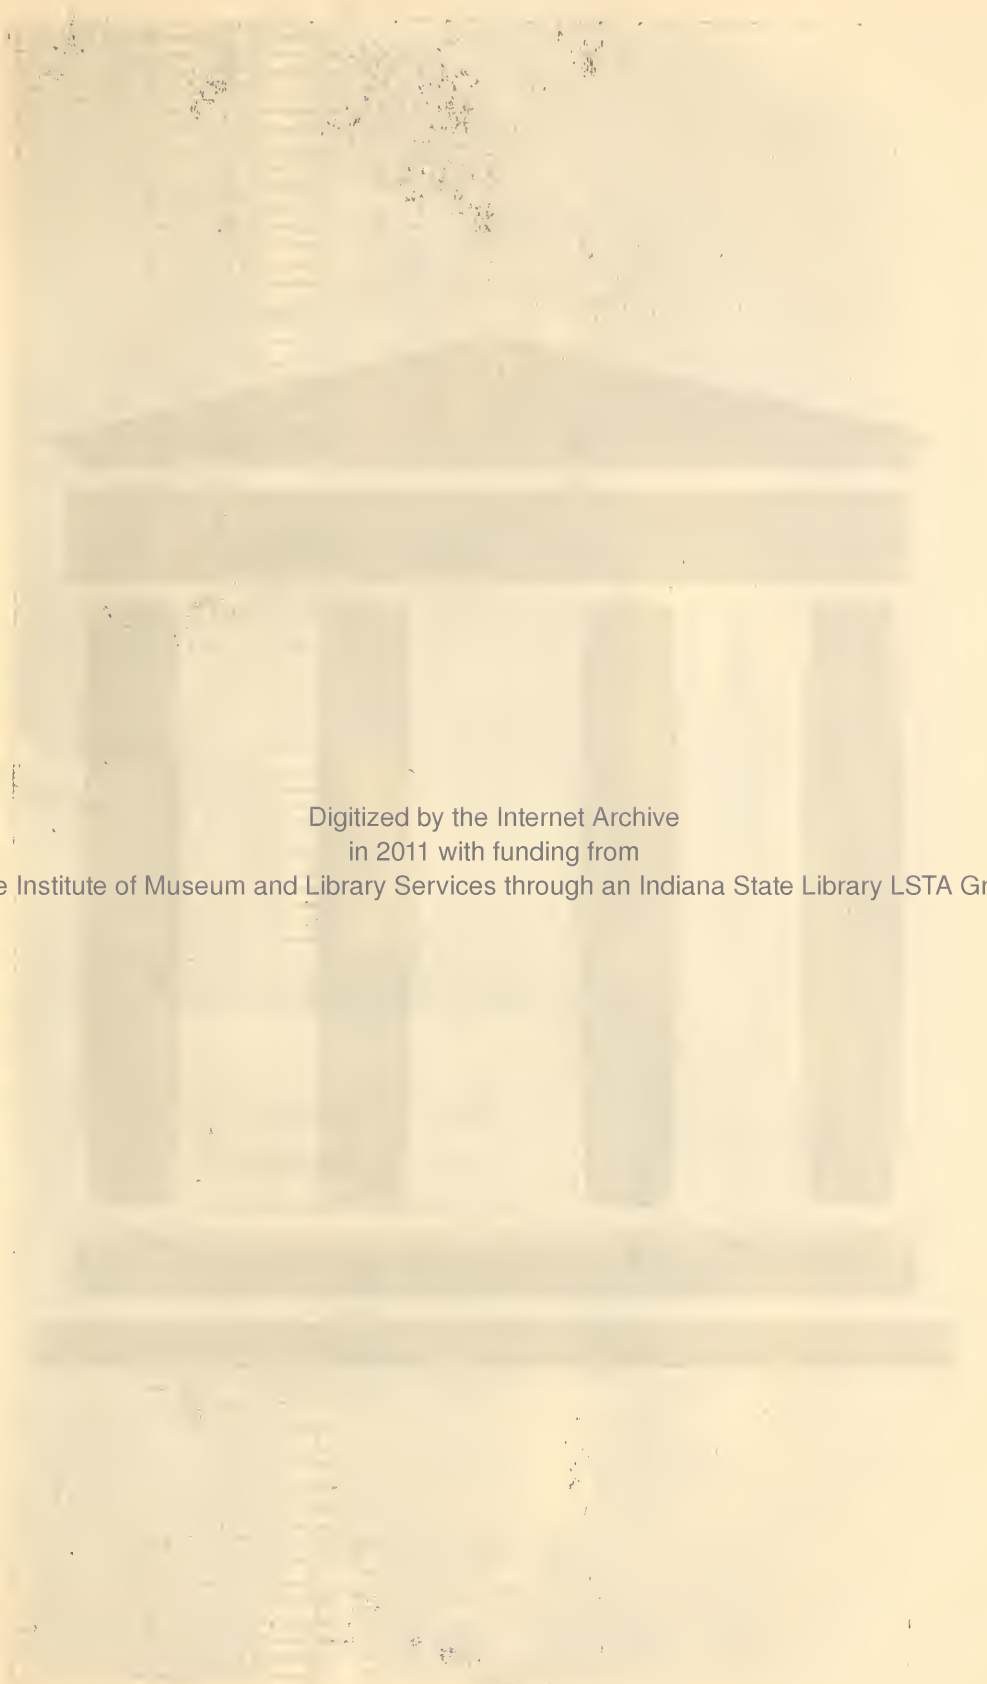 Digitized by the Internet Archive
in 2011 with funding from
e Institute of Museum and Library Services through an Indiana State Library LSTA Gr